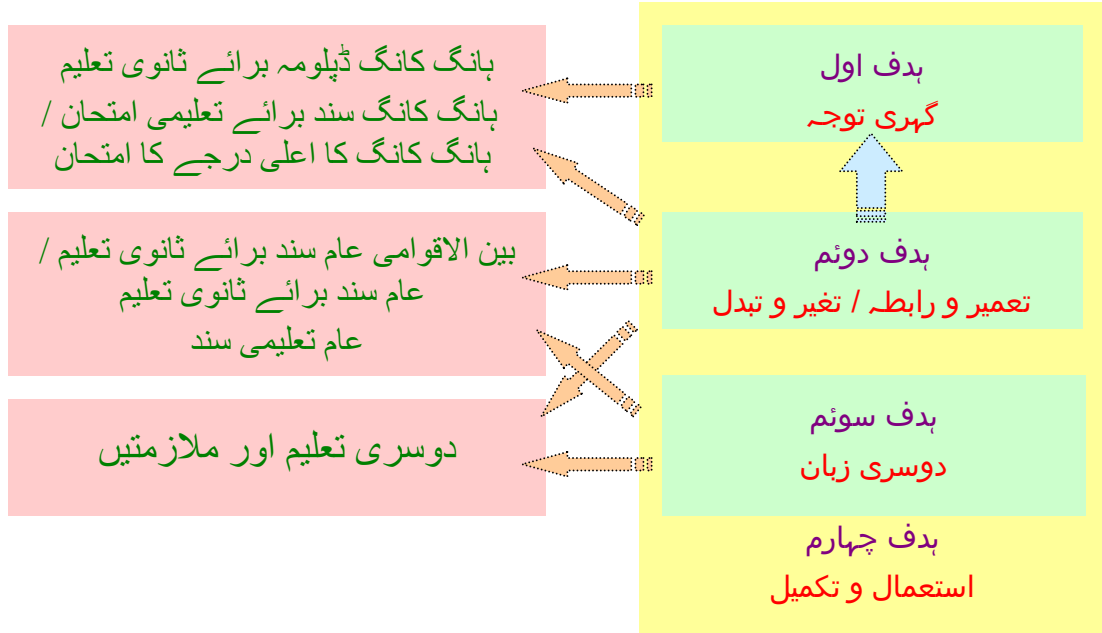 ہدف اول
گہری توجہ
ہدف دوئم
تعمیر و رابطہ / تغیر و تبدل
ہدف سوئم
دوسری زبان
ہدف چہارم
استعمال و تکمیل
ہانگ کانگ ڈپلومہ برائے ثانوی تعلیم
ہانگ کانگ سند برائے تعلیمی امتحان /
ہانگ کانگ کا اعلی درجے کا امتحان
بین الاقوامی عام سند برائے ثانوی تعلیم /
عام سند برائے ثانوی تعلیم
عام تعلیمی سند
دوسری تعلیم اور ملازمتیں